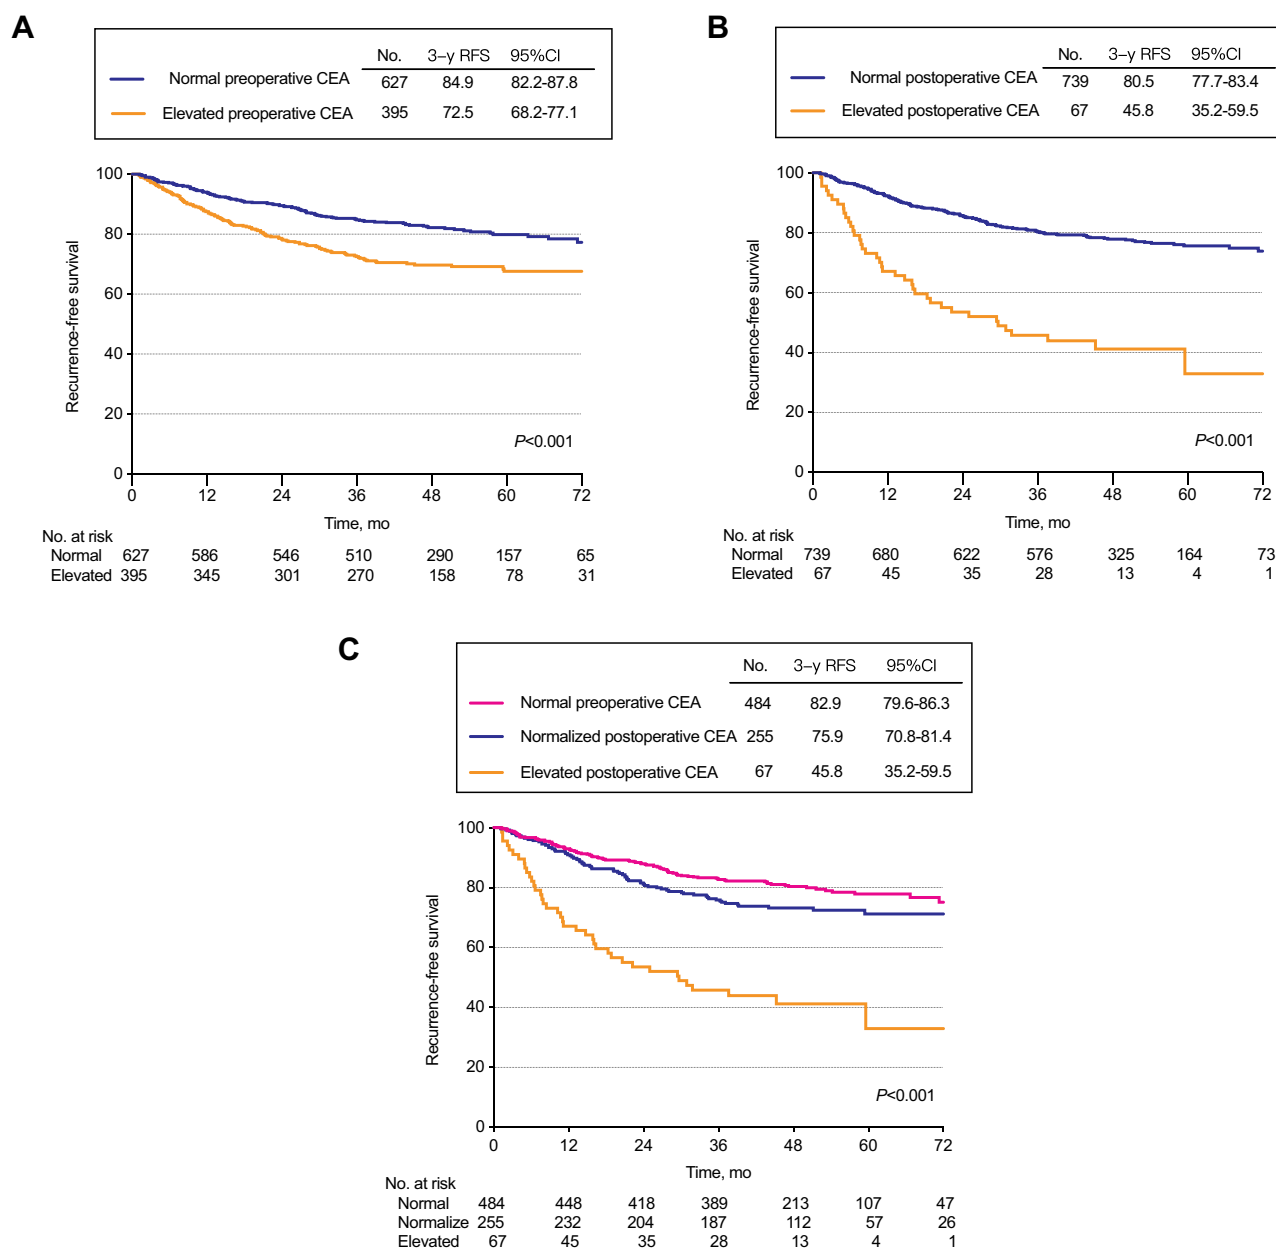 A
No. 3–y RFS 95%CI
Normal preoperative CEA 627 84.9 82.2-87.8
Elevated preoperative CEA 395 72.5 68.2-77.1
100
80
60
40
20
0
Recurrence-free survival
P<0.001
0 12 24 36 48 60 72
Time, mo
No. at risk
Normal 627 586 546 510 290 157 65
Elevated 395 345 301 270 158 78 31
B
No. 3–y RFS 95%CI
Normal postoperative CEA 739 80.5 77.7-83.4
Elevated postoperative CEA 67 45.8 35.2-59.5
100
80
60
40
20
0
Recurrence-free survival
P<0.001
0 12 24 36 48 60 72
Time, mo
No. at risk
Normal 739 680 622 576 325 164 73
Elevated 67 45 35 28 13 4 1
C
No. 3–y RFS 95%CI
Normal preoperative CEA 484 82.9 79.6-86.3
Normalized postoperative CEA 255 75.9 70.8-81.4
Elevated postoperative CEA 67 45.8 35.2-59.5
100
80
60
40
20
0
Recurrence-free survival
P<0.001
0 12 24 36 48 60 72
Time, mo
No. at risk
Normal 484 448 418 389 213 107 47
Normalize 255 232 204 187 112 57 26
Elevated 67 45 35 28 13 4 1